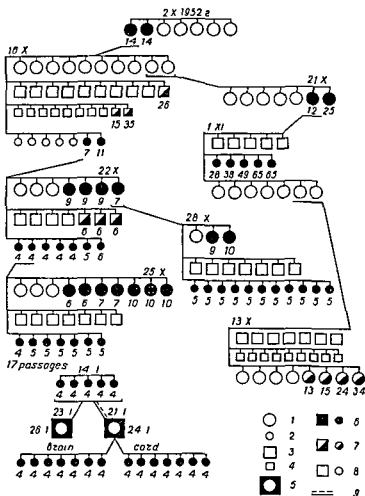 2 X 1952 г
14 14
16 X
26
21 X
12 25
15 35
7 11
1 XI
28 38 49 65 65
22 X
9 9 9 7
6 6 6
4 4 4 4 4 5 6
28 X
9 10
5 5 5 5 5 5 5 5 5 5
25 X
6 6 7 7 10 10 10
4 5 5 5 5 5 5
13 X
13 15 24 34
17 passages
14 I
4 4 4 4 4
23 I 21 I
26 I 24 I
brain cord
4 4 4 4 4 4 4 4 4 4 4 4 4 4
1 6
2
3 7
4 8
5 9